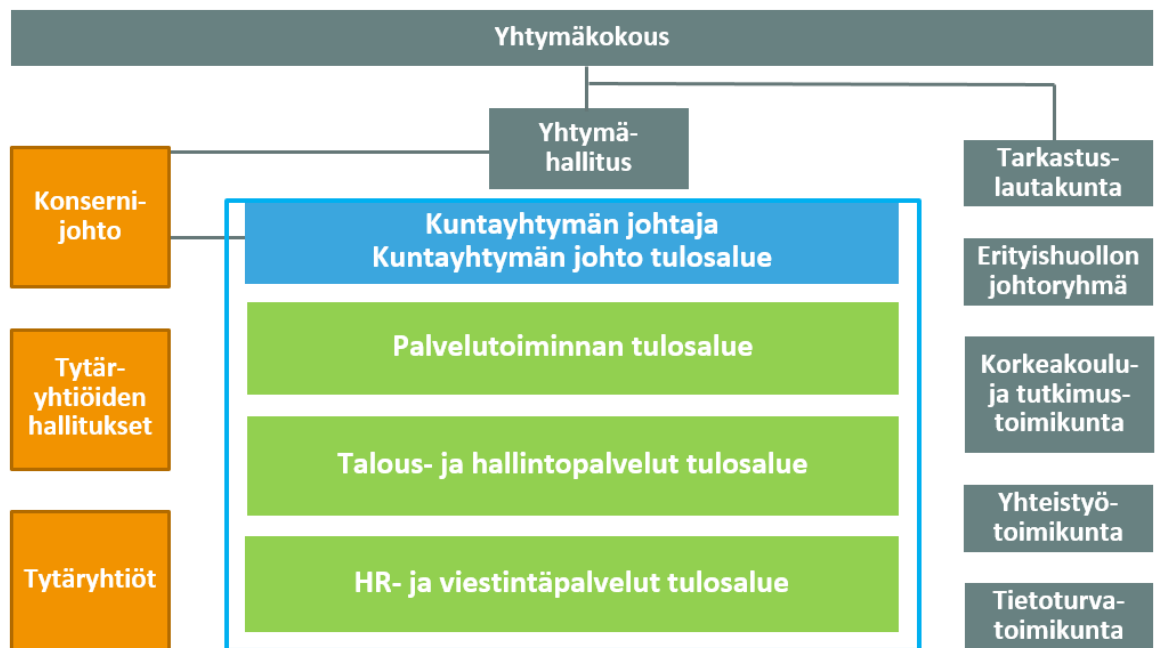 Yhtymäkokous
Yhtymä-
hallitus
Konserni-
johto
Tytär-
yhtiöiden
hallitukset
Tytäryhtiöt
Kuntayhtymän johtaja
Kuntayhtymän johto tulosalue
Palvelutoiminnan tulosalue
Talous- ja hallintopalvelut tulosalue
HR- ja viestintäpalvelut tulosalue
Tarkastus-
lautakunta
Erityishuollon
johtoryhmä
Korkeakoulu-
ja tutkimus-
toimikunta
Yhteistyö-
toimikunta
Tietoturva-
toimikunta